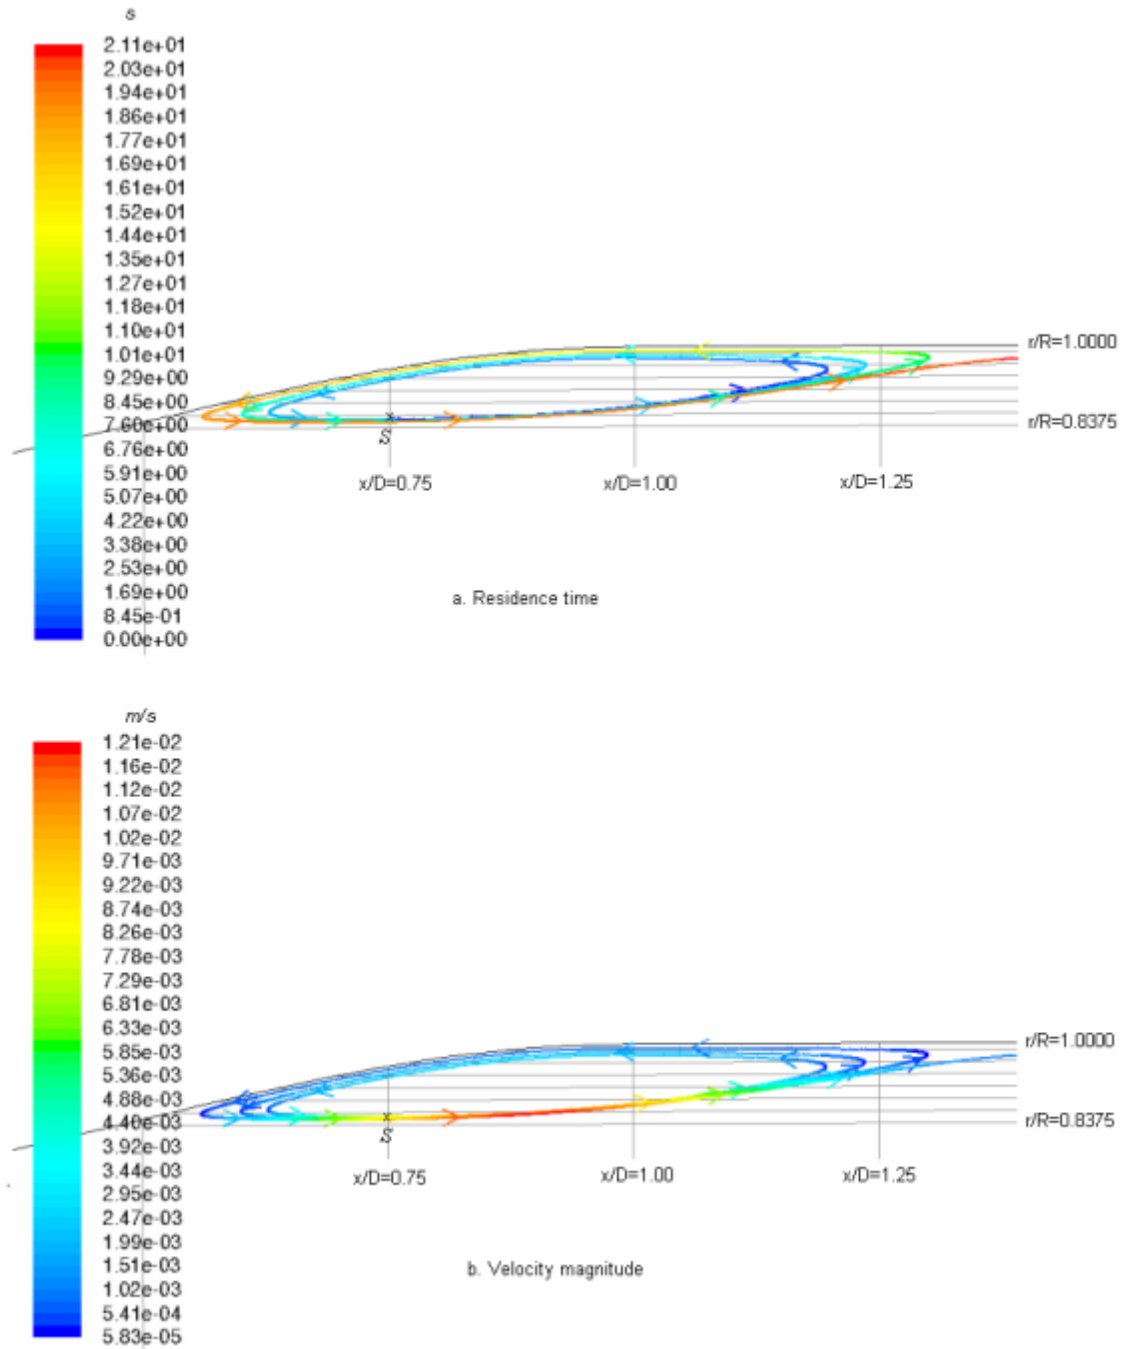 s
2.11e+01
2.03e+01
1.94e+01
1.86e+01
1.77e+01
1.69e+01
1.61e+01
1.52e+01
1.44e+01
1.35e+01
1.27e+01
1.18e+01
1.10e+01
1.01e+01
9.29e+00
8.45e+00
7.60e+00
6.76e+00
5.91e+00
5.07e+00
4.22e+00
3.38e+00
2.53e+00
1.69e+00
8.45e-01
0.00e+00
r/R=1.0000
r/R=0.8375
S
x/D=0.75
x/D=1.00
x/D=1.25
a. Residence time
m/s
1.21e-02
1.16e-02
1.12e-02
1.07e-02
1.02e-02
9.71e-03
9.22e-03
8.74e-03
8.26e-03
7.78e-03
7.29e-03
6.81e-03
6.33e-03
5.85e-03
5.36e-03
4.88e-03
4.40e-03
3.92e-03
3.44e-03
2.95e-03
2.47e-03
1.99e-03
1.51e-03
1.02e-03
5.41e-04
5.83e-05
r/R=1.0000
r/R=0.8375
S
x/D=0.75
x/D=1.00
x/D=1.25
b. Velocity magnitude